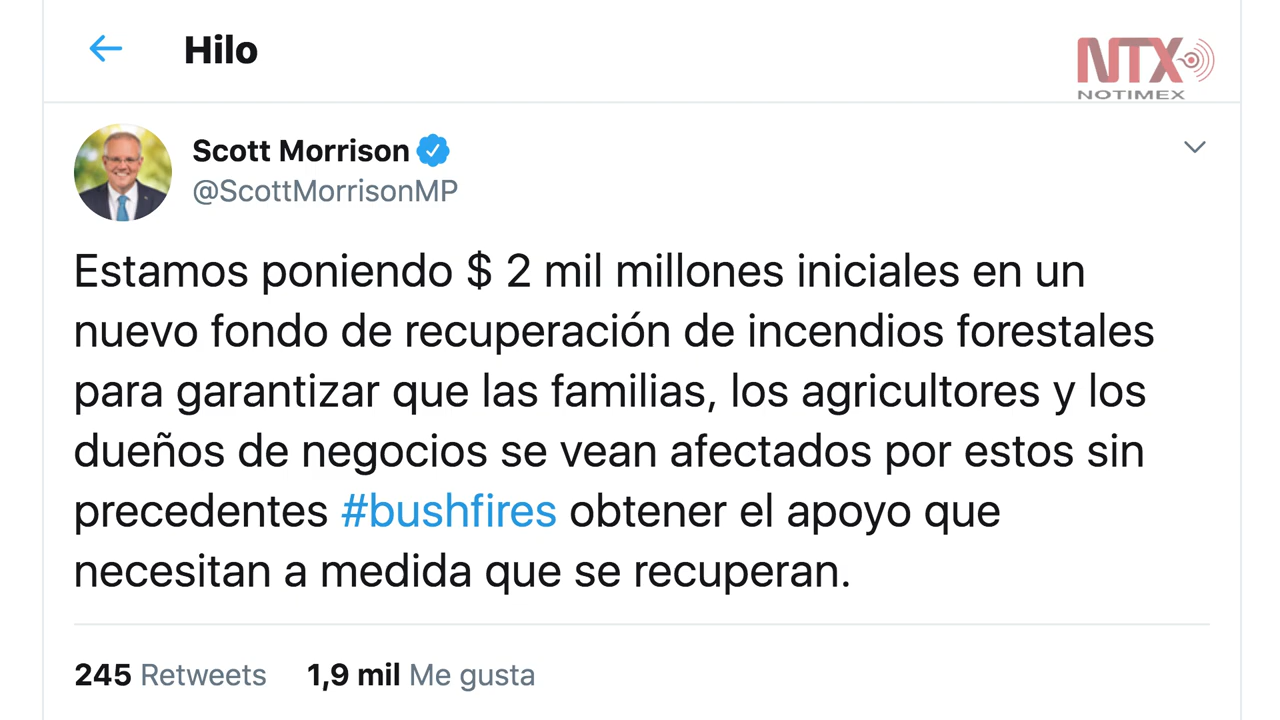 Hilo
NTX
NOTIMEX
Scott Morrison
@ScottMorrisonMP
Estamos poniendo $ 2 mil millones iniciales en un
nuevo fondo de recuperación de incendios forestales
para garantizar que las familias, los agricultores y los
dueños de negocios se vean afectados por estos sin
precedentes #bushfires obtener el apoyo que
necesitan a medida que se recuperan.
245 Retweets 1,9 mil Me gusta